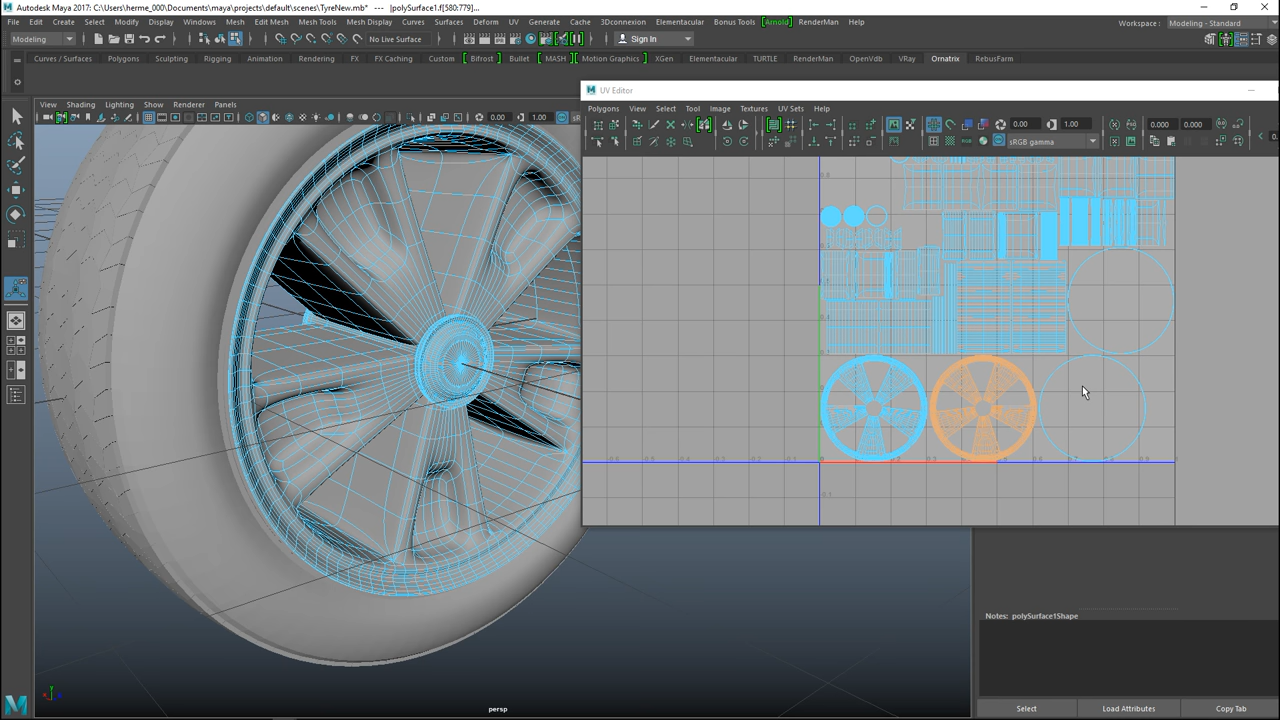 Autodesk Maya 2017: C:\Users\herme_000\Documents\maya\projects\default\scenes\TyreNew.mb* --- |polySurface1.f[580:779]...
File Edit Create Select Modify Display Windows Mesh Edit Mesh Mesh Tools Mesh Display Curves Surfaces Deform UV Generate Cache 3Dconnexion Elementacular Bonus Tools Arnold RenderMan Help
Workspace : Modeling - Standard
Modeling No Live Surface Sign In
Curves / Surfaces Polygons Sculpting Rigging Animation Rendering FX FX Caching Custom Bifrost Bullet MASH Motion Graphics XGen Elementacular TURTLE RenderMan OpenVdb VRay Ornatrix RebusFarm
UV Editor
View Shading Lighting Show Renderer Panels
Polygons View Select Tool Image Textures UV Sets Help
0.00 1.00
0.00 1.00 0.000 0.000
sRGB gamma
Notes: polySurface1Shape
persp
Select Load Attributes Copy Tab